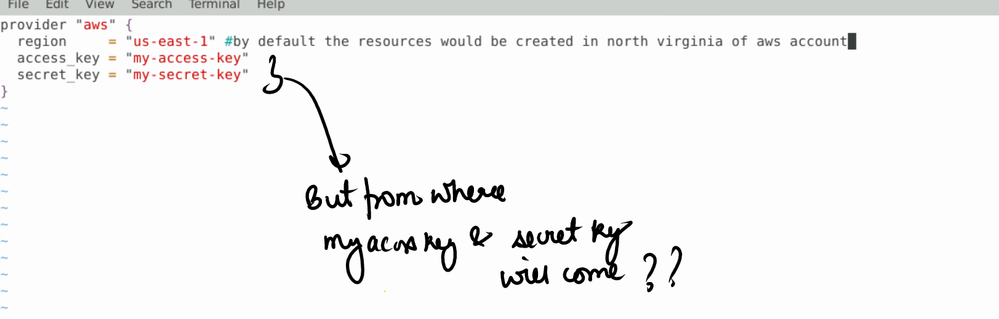 File Edit View Search Terminal Help
provider "aws" {
  region     = "us-east-1" #by default the resources would be created in north virginia of aws account
  access_key = "my-access-key"
  secret_key = "my-secret-key"
}
~
~
~
~
~
~
~
~
~
~
~
~
~
But from where
my access key & secret key
will come ??